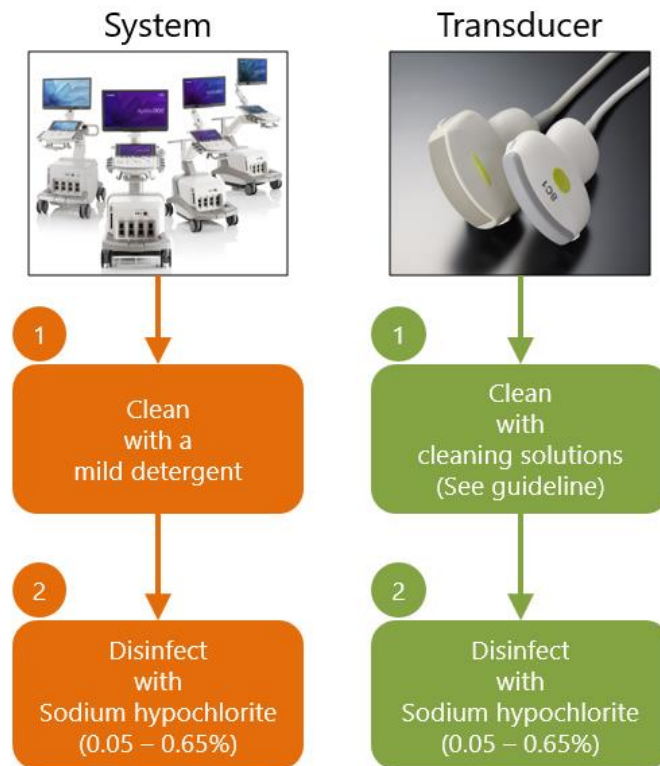 System
Transducer
8C1
1
Clean
with a
mild detergent
2
Disinfect
with
Sodium hypochlorite
(0.05 – 0.65%)
1
Clean
with
cleaning solutions
(See guideline)
2
Disinfect
with
Sodium hypochlorite
(0.05 – 0.65%)